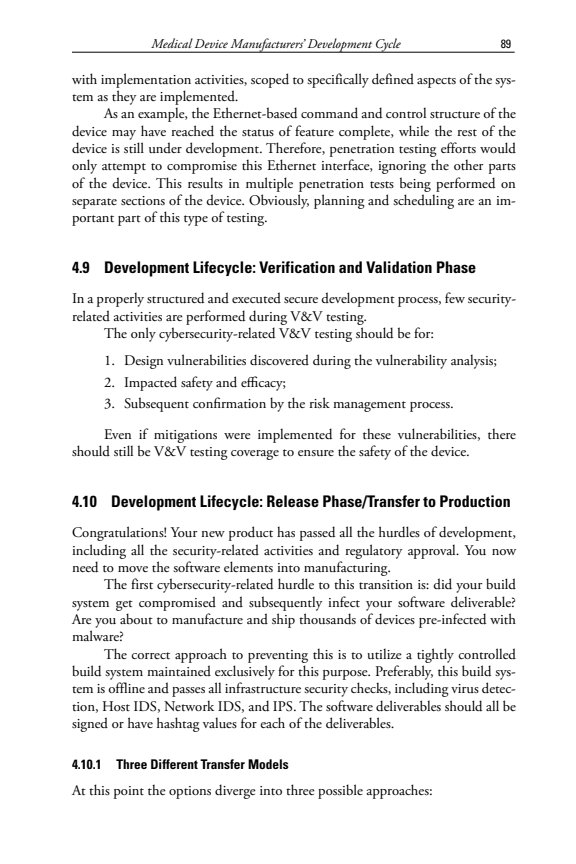 Medical Device Manufacturers' Development Cycle 89
with implementation activities, scoped to specifically defined aspects of the sys-
tem as they are implemented.
As an example, the Ethernet-based command and control structure of the
device may have reached the status of feature complete, while the rest of the
device is still under development. Therefore, penetration testing efforts would
only attempt to compromise this Ethernet interface, ignoring the other parts
of the device. This results in multiple penetration tests being performed on
separate sections of the device. Obviously, planning and scheduling are an im-
portant part of this type of testing.
4.9 Development Lifecycle: Verification and Validation Phase
In a properly structured and executed secure development process, few security-
related activities are performed during V&V testing.
The only cybersecurity-related V&V testing should be for:
1. Design vulnerabilities discovered during the vulnerability analysis;
2. Impacted safety and efficacy;
3. Subsequent confirmation by the risk management process.
Even if mitigations were implemented for these vulnerabilities, there
should still be V&V testing coverage to ensure the safety of the device.
4.10 Development Lifecycle: Release Phase/Transfer to Production
Congratulations! Your new product has passed all the hurdles of development,
including all the security-related activities and regulatory approval. You now
need to move the software elements into manufacturing.
The first cybersecurity-related hurdle to this transition is: did your build
system get compromised and subsequently infect your software deliverable?
Are you about to manufacture and ship thousands of devices pre-infected with
malware?
The correct approach to preventing this is to utilize a tightly controlled
build system maintained exclusively for this purpose. Preferably, this build sys-
tem is offline and passes all infrastructure security checks, including virus detec-
tion, Host IDS, Network IDS, and IPS. The software deliverables should all be
signed or have hashtag values for each of the deliverables.
4.10.1 Three Different Transfer Models
At this point the options diverge into three possible approaches: